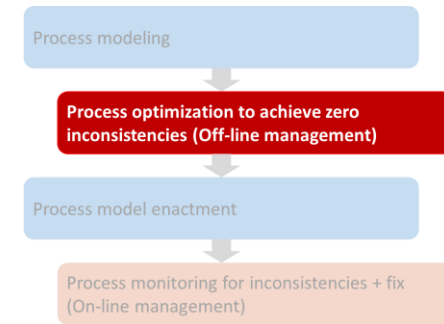 Process modeling
Process optimization to achieve zero
inconsistencies (Off-line management)
Process model enactment
Process monitoring for inconsistencies + fix
(On-line management)